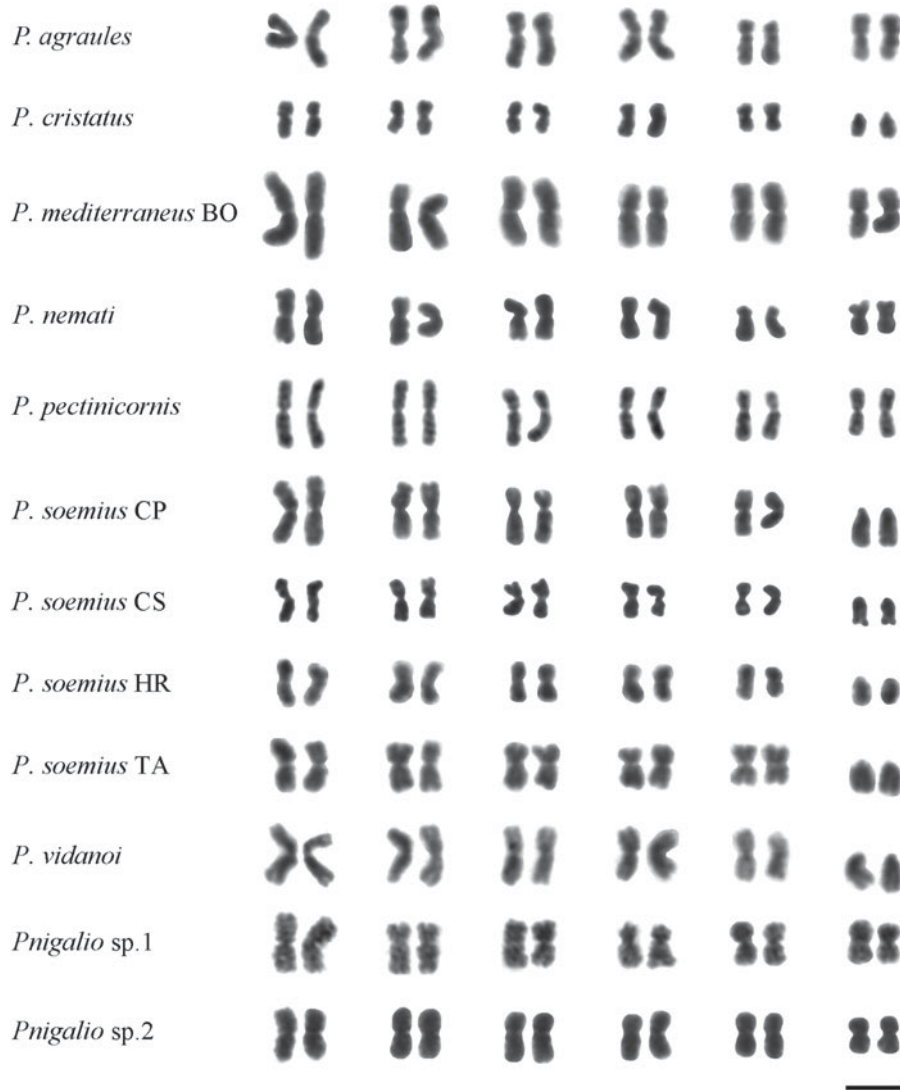 P. agraules
P. cristatus
P. mediterraneus BO
P. nemati
P. pectinicornis
P. soemius CP
P. soemius CS
P. soemius HR
P. soemius TA
P. vidanoi
Pnigalio sp.1
Pnigalio sp.2